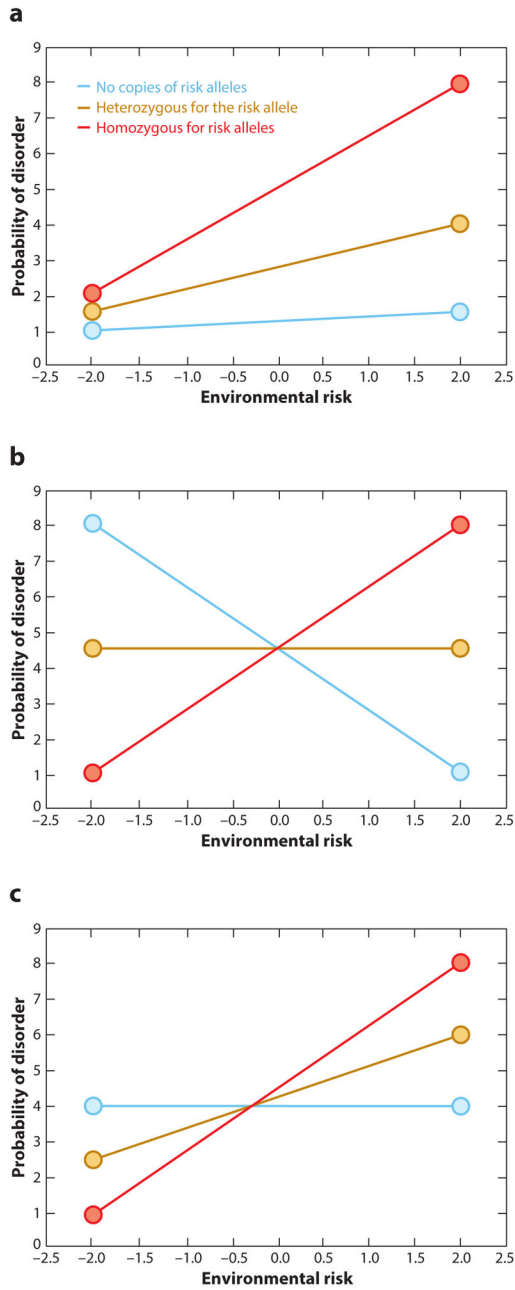 a
9
8
7
6
5
4
3
2
1
0
Probability of disorder
No copies of risk alleles
Heterozygous for the risk allele
Homozygous for risk alleles
–2.5 –2.0 –1.5 –1.0 –0.5 0.0 0.5 1.0 1.5 2.0 2.5
Environmental risk
b
9
8
7
6
5
4
3
2
1
0
Probability of disorder
–2.5 –2.0 –1.5 –1.0 –0.5 0.0 0.5 1.0 1.5 2.0 2.5
Environmental risk
c
9
8
7
6
5
4
3
2
1
0
Probability of disorder
–2.5 –2.0 –1.5 –1.0 –0.5 0.0 0.5 1.0 1.5 2.0 2.5
Environmental risk